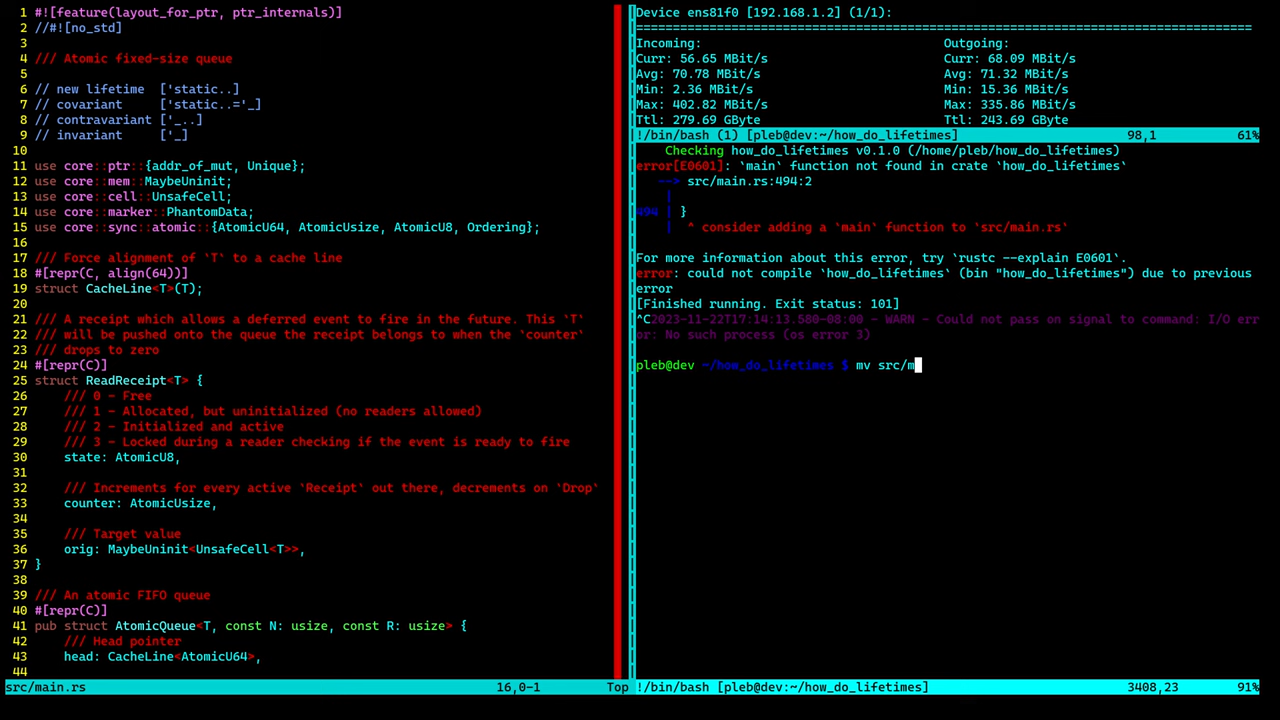 1 #![feature(layout_for_ptr, ptr_internals)]
2 //#![no_std]
3
4 /// Atomic fixed-size queue
5
6 // new lifetime  ['static..]
7 // covariant     ['static..='_]
8 // contravariant ['_..]
9 // invariant     ['_]
10
11 use core::ptr::{addr_of_mut, Unique};
12 use core::mem::MaybeUninit;
13 use core::cell::UnsafeCell;
14 use core::marker::PhantomData;
15 use core::sync::atomic::{AtomicU64, AtomicUsize, AtomicU8, Ordering};
16
17 /// Force alignment of `T` to a cache line
18 #[repr(C, align(64))]
19 struct CacheLine<T>(T);
20
21 /// A receipt which allows a deferred event to fire in the future. This `T`
22 /// will be pushed onto the queue the receipt belongs to when the `counter`
23 /// drops to zero
24 #[repr(C)]
25 struct ReadReceipt<T> {
26     /// 0 - Free
27     /// 1 - Allocated, but uninitialized (no readers allowed)
28     /// 2 - Initialized and active
29     /// 3 - Locked during a reader checking if the event is ready to fire
30     state: AtomicU8,
31
32     /// Increments for every active `Receipt` out there, decrements on `Drop`
33     counter: AtomicUsize,
34
35     /// Target value
36     orig: MaybeUninit<UnsafeCell<T>>,
37 }
38
39 /// An atomic FIFO queue
40 #[repr(C)]
41 pub struct AtomicQueue<T, const N: usize, const R: usize> {
42     /// Head pointer
43     head: CacheLine<AtomicU64>,
44
src/main.rs 16,0-1 Top
Device ens81f0 [192.168.1.2] (1/1):
====================================================================================
Incoming: Outgoing:
Curr: 56.65 MBit/s Curr: 68.09 MBit/s
Avg: 70.78 MBit/s Avg: 71.32 MBit/s
Min: 2.36 MBit/s Min: 15.36 MBit/s
Max: 402.82 MBit/s Max: 335.86 MBit/s
Ttl: 279.69 GByte Ttl: 243.69 GByte
!/bin/bash (1) [pleb@dev:~/how_do_lifetimes] 98,1 61%
Checking how_do_lifetimes v0.1.0 (/home/pleb/how_do_lifetimes)
error[E0601]: `main` function not found in crate `how_do_lifetimes`
--> src/main.rs:494:2
|
494 | }
| ^ consider adding a `main` function to `src/main.rs`
For more information about this error, try `rustc --explain E0601`.
error: could not compile `how_do_lifetimes` (bin "how_do_lifetimes") due to previous
error
[Finished running. Exit status: 101]
^C2023-11-22T17:14:13.580-08:00 - WARN - Could not pass on signal to command: I/O err
or: No such process (os error 3)
pleb@dev ~/how_do_lifetimes $ mv src/m
!/bin/bash [pleb@dev:~/how_do_lifetimes] 3408,23 91%